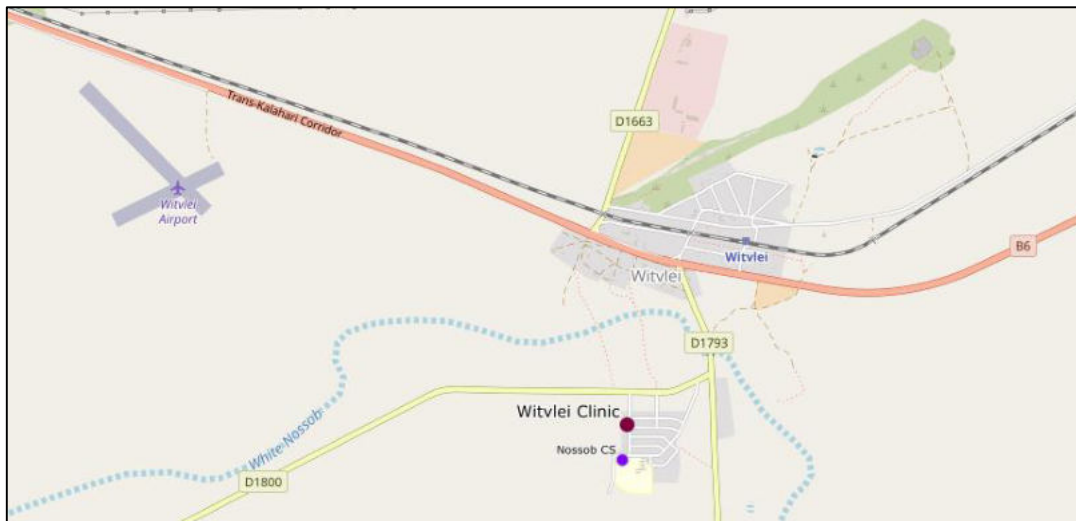 Trans-Kalahari Corridor
D1663
Witvlei
Airport
B6
Witvlei
Witvlei
D1793
Witvlei Clinic
White Nossob
Nossob CS
D1800